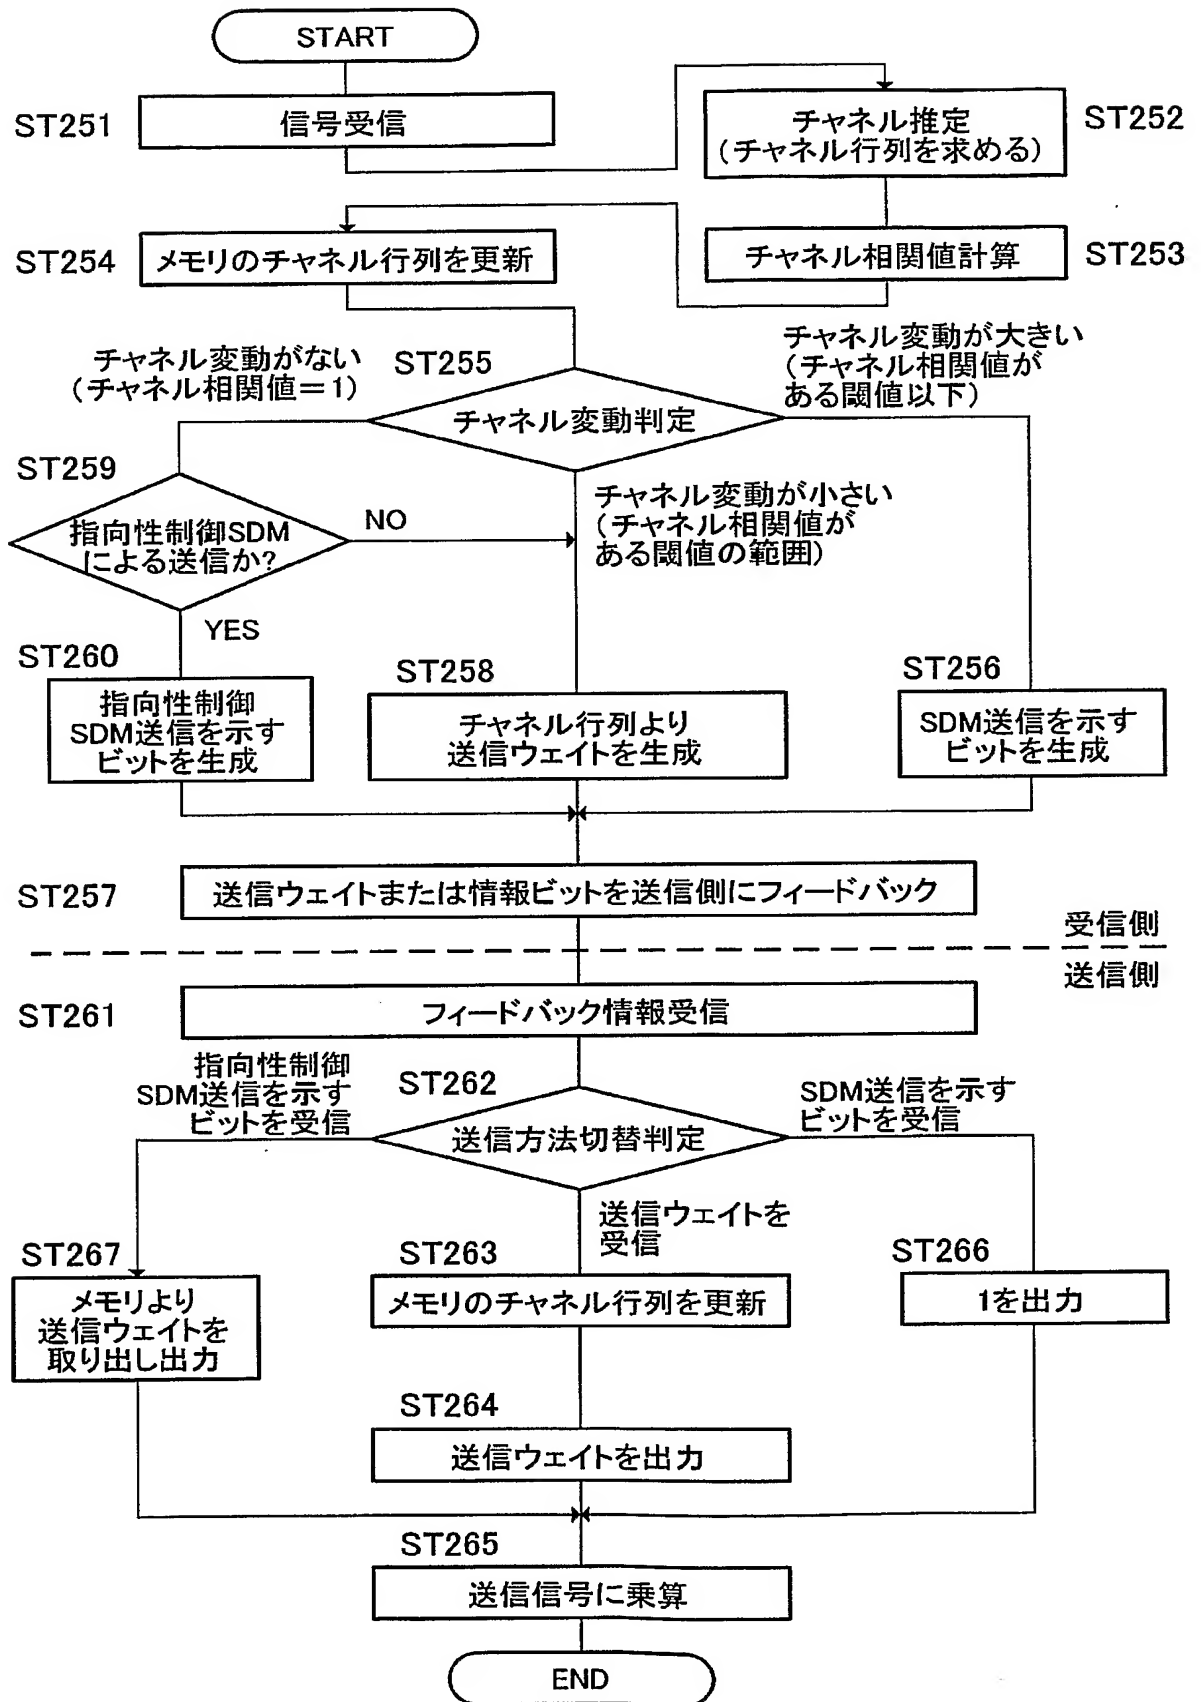 START
ST251
信号受信
チャネル推定
(チャネル行列を求める)
ST252
ST254
メモリのチャネル行列を更新
チャネル相関値計算
ST253
チャネル変動がない
(チャネル相関値=1)
ST255
チャネル変動が大きい
(チャネル相関値が
ある閾値以下)
チャネル変動判定
ST259
指向性制御SDM
による送信か?
NO
チャネル変動が小さい
(チャネル相関値が
ある閾値の範囲)
YES
ST260
指向性制御
SDM送信を示す
ビットを生成
ST258
チャネル行列より
送信ウェイトを生成
ST256
SDM送信を示す
ビットを生成
ST257
送信ウェイトまたは情報ビットを送信側にフィードバック
受信側
送信側
ST261
フィードバック情報受信
指向性制御
SDM送信を示す
ビットを受信
ST262
SDM送信を示す
ビットを受信
送信方法切替判定
送信ウェイトを
受信
ST267
メモリより
送信ウェイトを
取り出し出力
ST263
メモリのチャネル行列を更新
ST266
1を出力
ST264
送信ウェイトを出力
ST265
送信信号に乗算
END